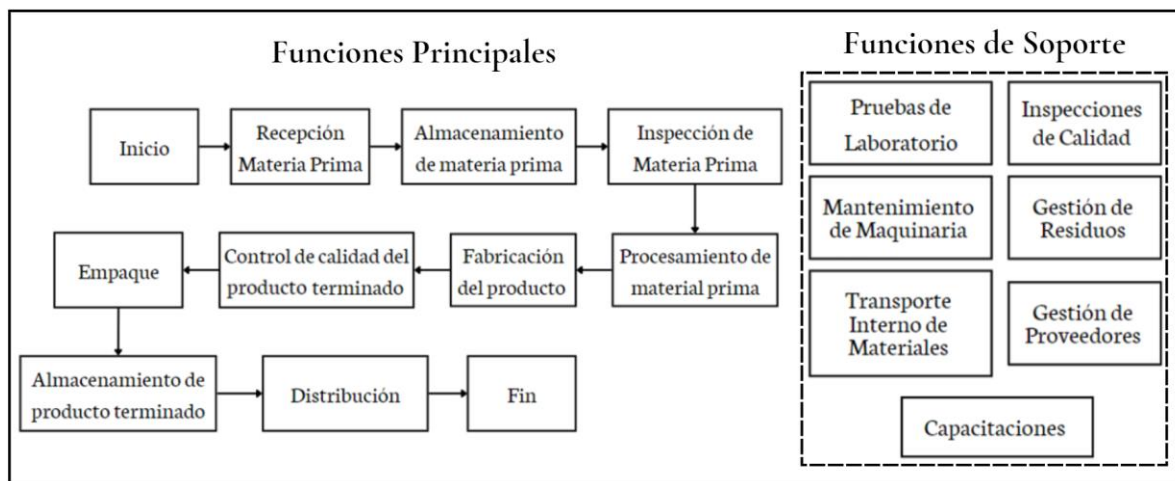 Funciones Principales
Inicio
Recepción
Materia Prima
Almacenamiento
de materia prima
Inspección de
Materia Prima
Procesamiento de
material prima
Fabricación
del producto
Control de calidad del
producto terminado
Empaque
Almacenamiento de
producto terminado
Distribución
Fin
Funciones de Soporte
Pruebas de
Laboratorio
Inspecciones
de Calidad
Mantenimiento
de Maquinaria
Gestión de
Residuos
Transporte
Interno de
Materiales
Gestión de
Proveedores
Capacitaciones